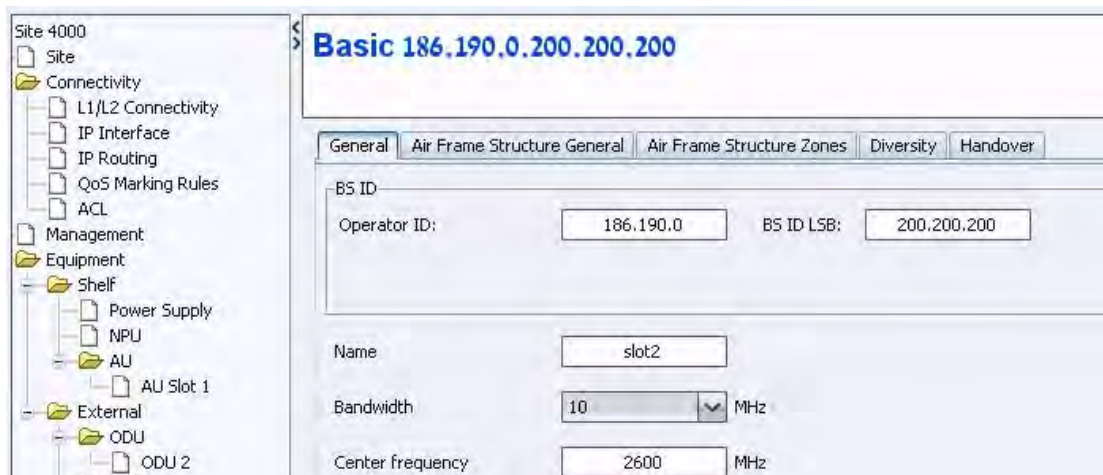 Site 4000
Site
Connectivity
L1/L2 Connectivity
IP Interface
IP Routing
QoS Marking Rules
ACL
Management
Equipment
Shelf
Power Supply
NPU
AU
AU Slot 1
External
ODU
ODU 2
Basic 186.190.0.200.200.200
General Air Frame Structure General Air Frame Structure Zones Diversity Handover
BS ID
Operator ID: 186.190.0 BS ID LSB: 200.200.200
Name slot2
Bandwidth 10 MHz
Center frequency 2600 MHz